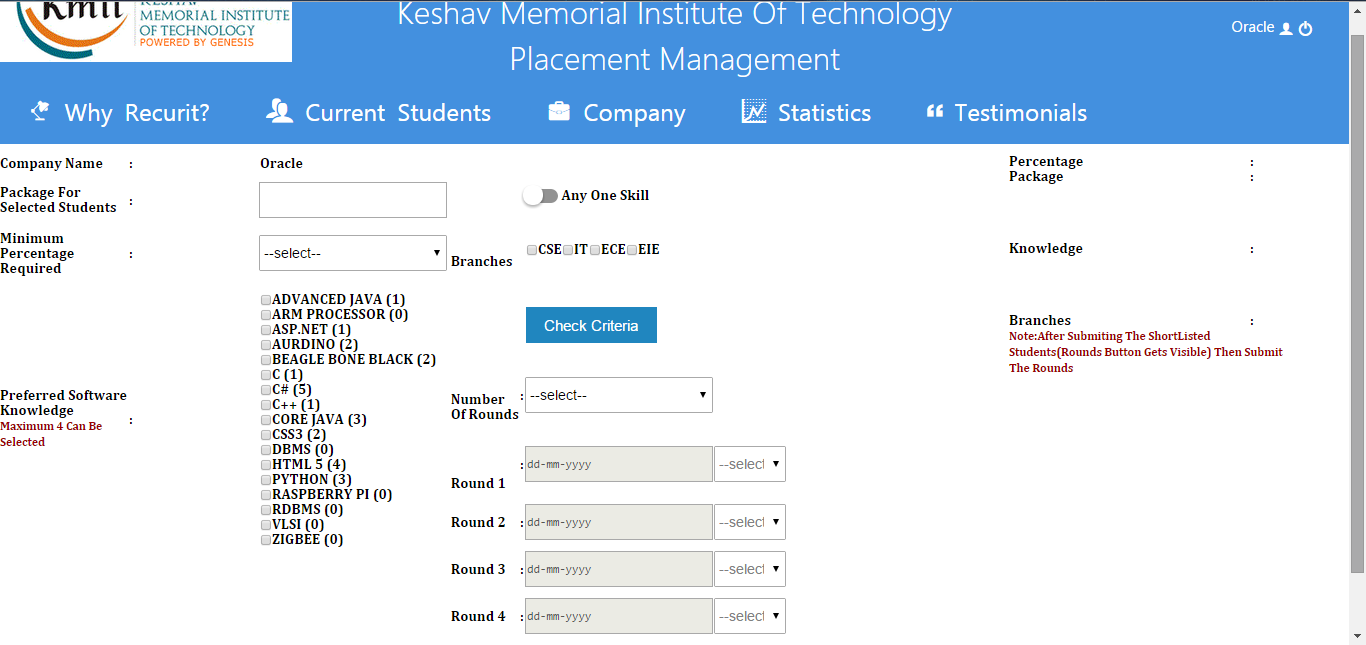 Kmit
KESHAV
MEMORIAL INSTITUTE
OF TECHNOLOGY
POWERED BY GENESIS
Keshav Memorial Institute Of Technology
Placement Management
Oracle
Why Recurit?
Current Students
Company
Statistics
Testimonials
Company Name :
Oracle
Package For
Selected Students :
Any One Skill
Minimum
Percentage
Required :
--select--
Branches
CSE IT ECE EIE
Preferred Software
Knowledge
Maximum 4 Can Be
Selected
:
ADVANCED JAVA (1)
ARM PROCESSOR (0)
ASP.NET (1)
AURDINO (2)
BEAGLE BONE BLACK (2)
C (1)
C# (5)
C++ (1)
CORE JAVA (3)
CSS3 (2)
DBMS (0)
HTML 5 (4)
PYTHON (3)
RASPBERRY PI (0)
RDBMS (0)
VLSI (0)
ZIGBEE (0)
Check Criteria
Number
Of Rounds : --select--
Round 1 : dd-mm-yyyy --select
Round 2 : dd-mm-yyyy --select
Round 3 : dd-mm-yyyy --select
Round 4 : dd-mm-yyyy --select
Percentage :
Package :
Knowledge :
Branches :
Note:After Submiting The ShortListed
Students(Rounds Button Gets Visible) Then Submit
The Rounds